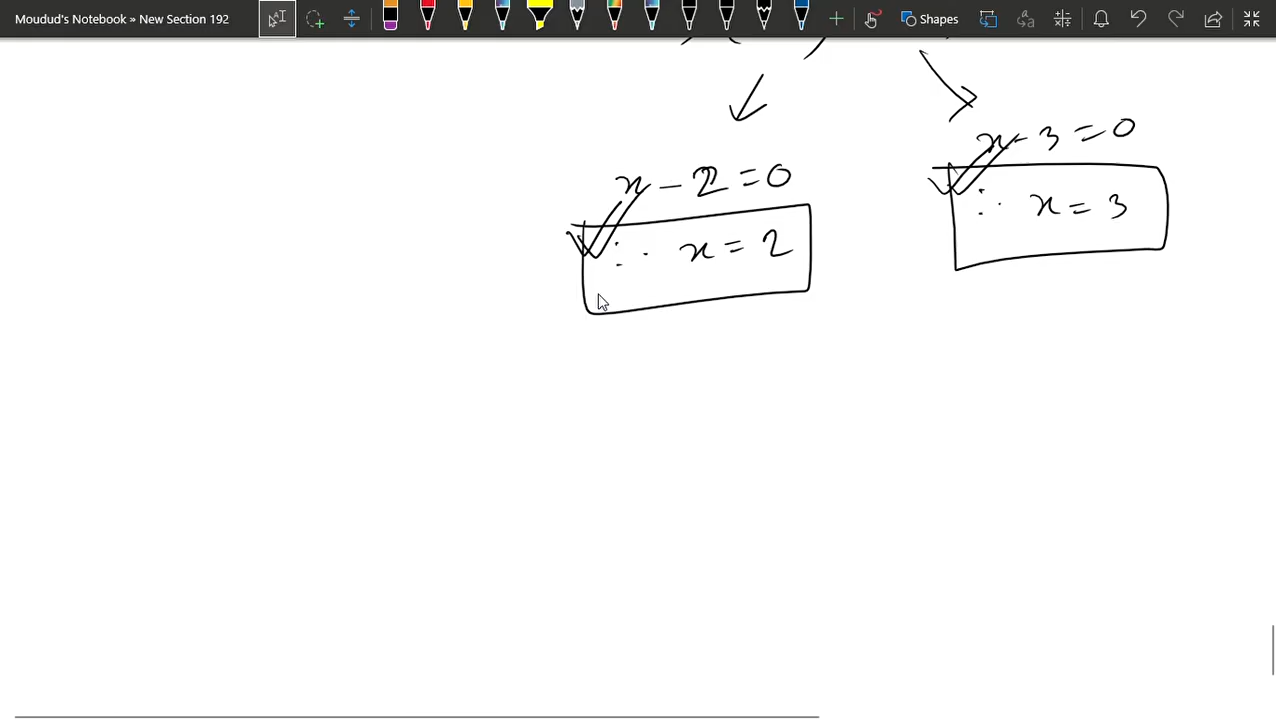 Moudud's Notebook » New Section 192
Shapes
x - 3 = 0
x - 2 = 0
∴ x = 3
∴ x = 2